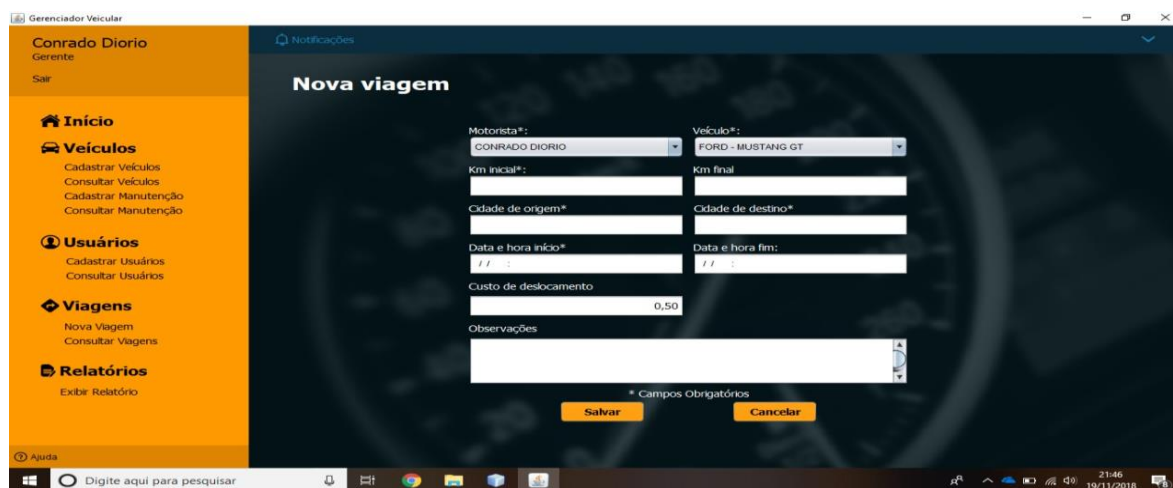 Gerenciador Veicular
Conrado Diorio
Gerente
Sair
Notificações
Início
Veículos
Cadastrar Veículos
Consultar Veículos
Cadastrar Manutenção
Consultar Manutenção
Usuários
Cadastrar Usuários
Consultar Usuários
Viagens
Nova Viagem
Consultar Viagens
Relatórios
Exibir Relatório
Ajuda
Nova viagem
Motorista*: Veículo*:
CONRADO DIORIO FORD - MUSTANG GT
Km inicial*: Km final
Cidade de origem* Cidade de destino*
Data e hora início* Data e hora fim:
/ / : / / :
Custo de deslocamento
0,50
Observações
* Campos Obrigatórios
Salvar Cancelar
Digite aqui para pesquisar
21:46
19/11/2018